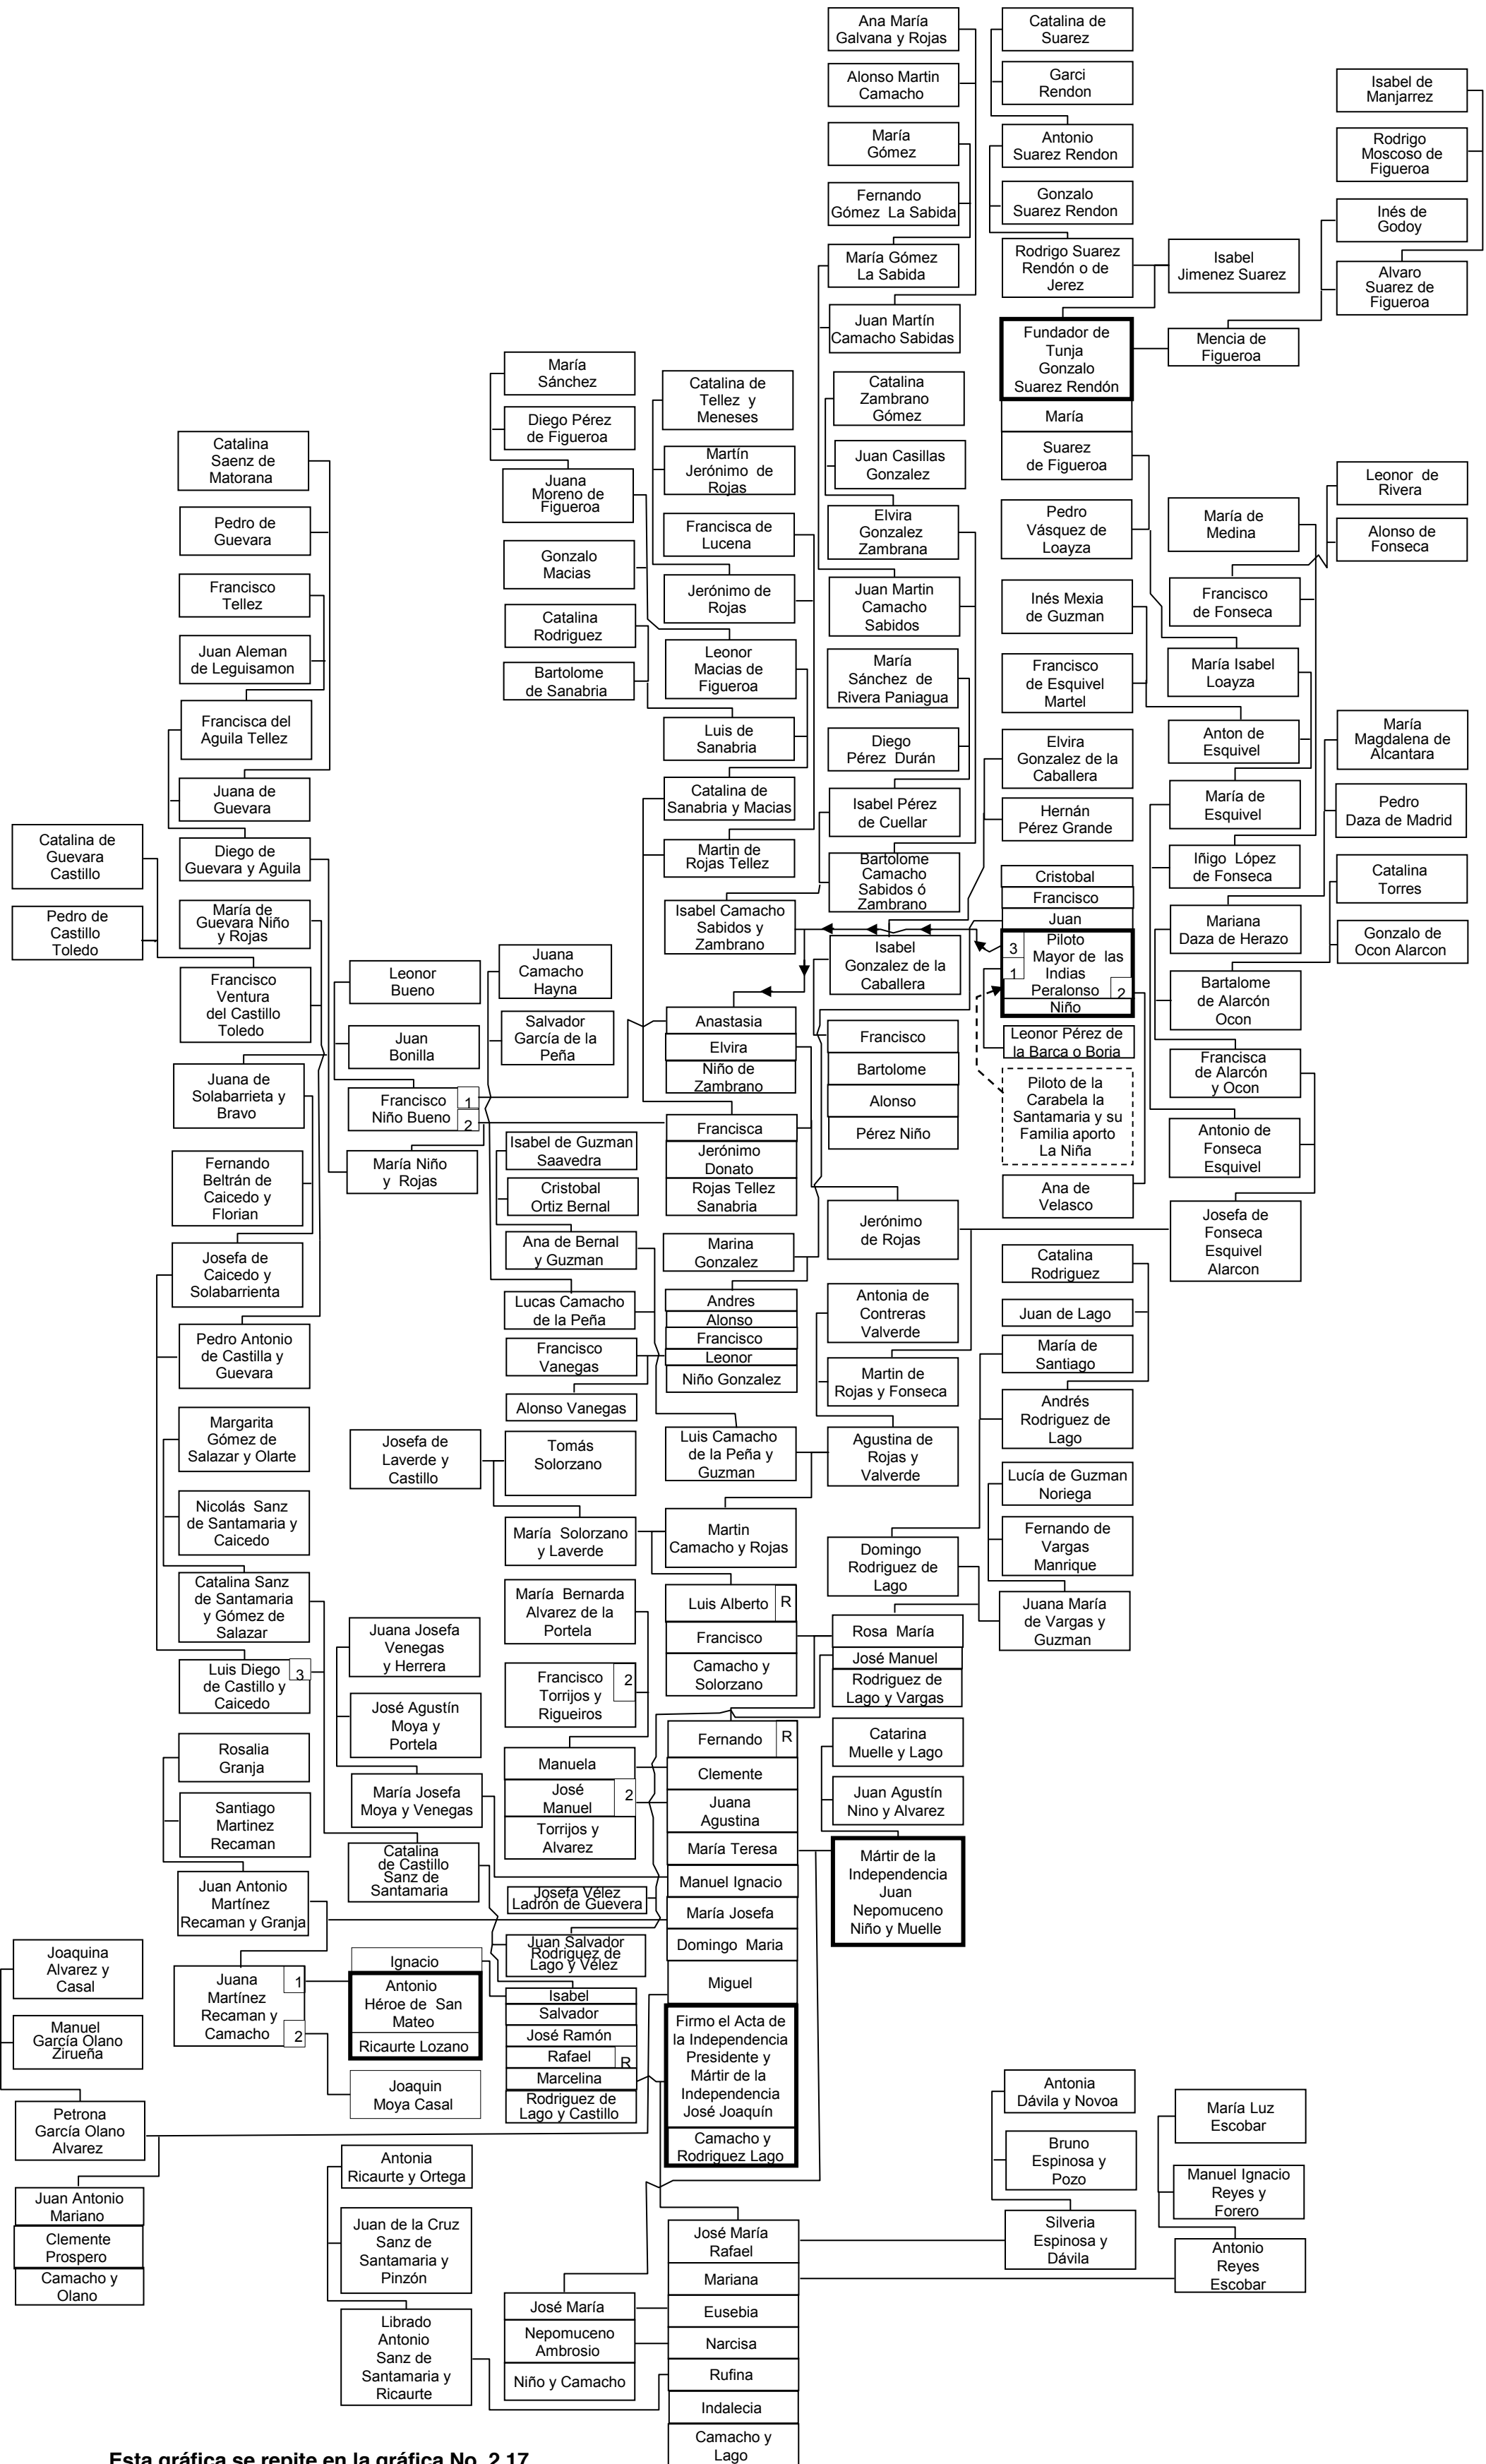 Ana María
Galvana y Rojas
Catalina de
Suarez
Alonso Martin
Camacho
Garci
Rendon
Isabel de
Manjarrez
María
Gómez
Antonio
Suarez Rendon
Rodrigo
Moscoso de
Figueroa
Fernando
Gómez La Sabida
Gonzalo
Suarez Rendon
Inés de
Godoy
María Gómez
La Sabida
Rodrigo Suarez
Rendón o de
Jerez
Isabel
Jimenez Suarez
Alvaro
Suarez de
Figueroa
Juan Martín
Camacho Sabidas
Fundador de
Tunja
Gonzalo
Suarez Rendón
Mencia de
Figueroa
María
Suarez
de Figueroa
María
Sánchez
Catalina de
Tellez y
Meneses
Catalina
Zambrano
Gómez
Diego Pérez
de Figueroa
Martín
Jerónimo de
Rojas
Juan Casillas
Gonzalez
Catalina
Saenz de
Matorana
Juana
Moreno de
Figueroa
Francisca de
Lucena
Elvira
Gonzalez
Zambrana
Pedro
Vásquez de
Loayza
María de
Medina
Leonor de
Rivera
Alonso de
Fonseca
Pedro de
Guevara
Gonzalo
Macias
Jerónimo de
Rojas
Juan Martin
Camacho
Sabidos
Inés Mexia
de Guzman
Francisco
de Fonseca
Francisco
Tellez
Catalina
Rodriguez
Leonor
Macias de
Figueroa
María
Sánchez de
Rivera Paniagua
Francisco
de Esquivel
Martel
María Isabel
Loayza
Juan Aleman
de Leguisamon
Bartolome
de Sanabria
Luis de
Sanabria
Diego
Pérez Durán
Elvira
Gonzalez de la
Caballera
Anton de
Esquivel
María
Magdalena de
Alcantara
Francisca del
Aguila Tellez
Catalina de
Sanabria y Macias
Isabel Pérez
de Cuellar
Hernán
Pérez Grande
María de
Esquivel
Pedro
Daza de Madrid
Juana de
Guevara
Martin de
Rojas Tellez
Bartolome
Camacho
Sabidos ó
Zambrano
Cristobal
Francisco
Juan
3
Piloto
Mayor de las
1
Indias
Peralonso
2
Niño
Iñigo López
de Fonseca
Catalina
Torres
Catalina de
Guevara
Castillo
Diego de
Guevara y Aguila
Isabel Camacho
Sabidos y
Zambrano
Isabel
Gonzalez de la
Caballera
Mariana
Daza de Herazo
Gonzalo de
Ocon Alarcon
Pedro de
Castillo
Toledo
María de
Guevara Niño
y Rojas
Leonor
Bueno
Juana
Camacho
Hayna
Bartalome
de Alarcón
Ocon
Francisco
Ventura
del Castillo
Toledo
Juan
Bonilla
Salvador
García de la
Peña
Anastasia
Elvira
Niño de
Zambrano
Francisco
Bartolome
Alonso
Pérez Niño
Leonor Pérez de
la Barca o Boria
Piloto de la
Carabela la
Santamaria y su
Familia aporto
La Niña
Francisca
de Alarcón
y Ocon
Juana de
Solabarrieta y
Bravo
Francisco
Niño Bueno
1
2
Francisca
Jerónimo
Donato
Rojas Tellez
Sanabria
Antonio de
Fonseca
Esquivel
Fernando
Beltrán de
Caicedo y
Florian
María Niño
y Rojas
Isabel de Guzman
Saavedra
Cristobal
Ortiz Bernal
Ana de
Velasco
Josefa de
Caicedo y
Solabarrienta
Ana de Bernal
y Guzman
Marina
Gonzalez
Jerónimo
de Rojas
Josefa de
Fonseca
Esquivel
Alarcon
Lucas Camacho
de la Peña
Andres
Alonso
Francisco
Leonor
Niño Gonzalez
Antonia de
Contreras
Valverde
Catalina
Rodriguez
Juan de Lago
Pedro Antonio
de Castilla y
Guevara
Francisco
Vanegas
Alonso Vanegas
Martin de
Rojas y Fonseca
María de
Santiago
Andrés
Rodriguez de
Lago
Margarita
Gómez de
Salazar y Olarte
Josefa de
Laverde y
Castillo
Tomás
Solorzano
Luis Camacho
de la Peña y
Guzman
Agustina de
Rojas y
Valverde
Lucía de Guzman
Noriega
Nicolás Sanz
de Santamaria y
Caicedo
María Solorzano
y Laverde
Martin
Camacho y Rojas
Domingo
Rodriguez de
Lago
Fernando de
Vargas
Manrique
Catalina Sanz
de Santamaria
y Gómez de
Salazar
Juana Josefa
Venegas
y Herrera
María Bernarda
Alvarez de la
Portela
Luis Alberto
R
Francisco
Camacho y
Solorzano
Rosa María
José Manuel
Rodriguez de
Lago y Vargas
Juana María
de Vargas y
Guzman
Luis Diego
de Castillo y
Caicedo
3
José Agustín
Moya y
Portela
Francisco
Torrijos y
Rigueiros
2
Rosalia
Granja
María Josefa
Moya y Venegas
Manuela
José
Manuel
2
Torrijos y
Alvarez
Fernando
R
Clemente
Juana
Agustina
María Teresa
Manuel Ignacio
María Josefa
Domingo Maria
Miguel
Firmo el Acta de
la Independencia
Presidente y
Mártir de la
Independencia
José Joaquín
Camacho y
Rodriguez Lago
Catarina
Muelle y Lago
Juan Agustín
Nino y Alvarez
Mártir de la
Independencia
Juan
Nepomuceno
Niño y Muelle
Santiago
Martinez
Recaman
Catalina
de Castillo
Sanz de
Santamaria
Juan Antonio
Martínez
Recaman y Granja
Josefa Vélez
Ladrón de Guevera
Juan Salvador
Rodriguez de
Lago y Vélez
Joaquina
Alvarez y
Casal
Juana
Martínez
Recaman y
Camacho
1
2
Ignacio
Antonio
Héroe de San
Mateo
Ricaurte Lozano
Isabel
Salvador
José Ramón
Rafael
R
Marcelina
Rodriguez de
Lago y Castillo
Manuel
García Olano
Zirueña
Joaquin
Moya Casal
Petrona
García Olano
Alvarez
Antonia
Ricaurte y Ortega
Antonia
Dávila y Novoa
María Luz
Escobar
Bruno
Espinosa y
Pozo
Manuel Ignacio
Reyes y
Forero
Juan Antonio
Mariano
Clemente
Prospero
Camacho y
Olano
Juan de la Cruz
Sanz de
Santamaria y
Pinzón
José María
Rafael
Mariana
Eusebia
Narcisa
Rufina
Indalecia
Camacho y
Lago
Silveria
Espinosa y
Dávila
Antonio
Reyes
Escobar
Librado
Antonio
Sanz de
Santamaria y
Ricaurte
José María
Nepomuceno
Ambrosio
Niño y Camacho
Esta gráfica se repite en la gráfica No. 2.17